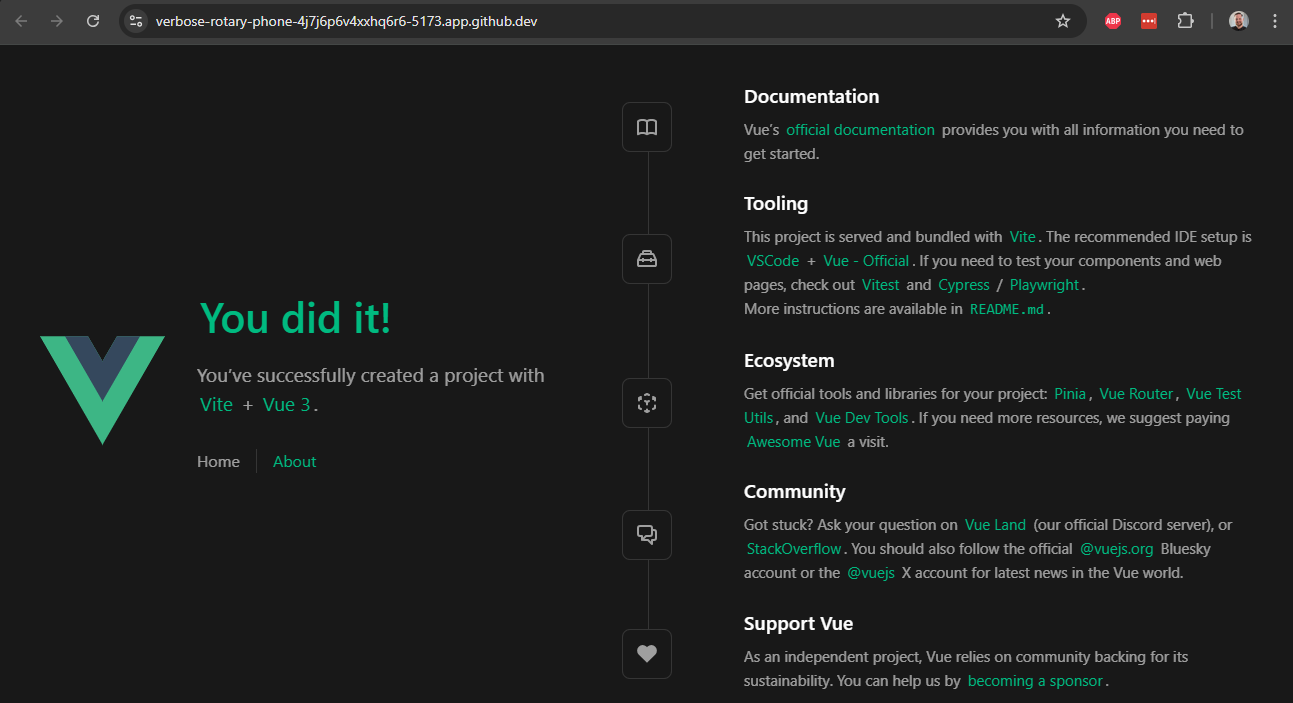 verbose-rotary-phone-4j7j6p6v4xxhq6r6-5173.app.github.dev
ABP
You did it!
You’ve successfully created a project with
Vite + Vue 3.
Home
About
Documentation
Vue’s official documentation provides you with all information you need to
get started.
Tooling
This project is served and bundled with Vite. The recommended IDE setup is
VSCode + Vue - Official. If you need to test your components and web
pages, check out Vitest and Cypress / Playwright.
More instructions are available in README.md.
Ecosystem
Get official tools and libraries for your project: Pinia, Vue Router, Vue Test
Utils, and Vue Dev Tools. If you need more resources, we suggest paying
Awesome Vue a visit.
Community
Got stuck? Ask your question on Vue Land (our official Discord server), or
StackOverflow. You should also follow the official @vuejs.org Bluesky
account or the @vuejs X account for latest news in the Vue world.
Support Vue
As an independent project, Vue relies on community backing for its
sustainability. You can help us by becoming a sponsor.